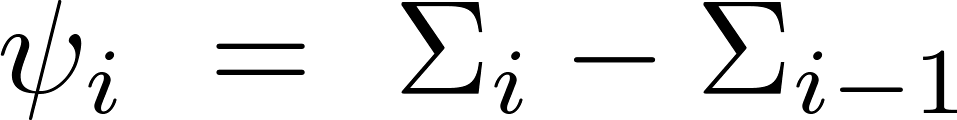 ψ_i = Σ_i − Σ_{i−1}